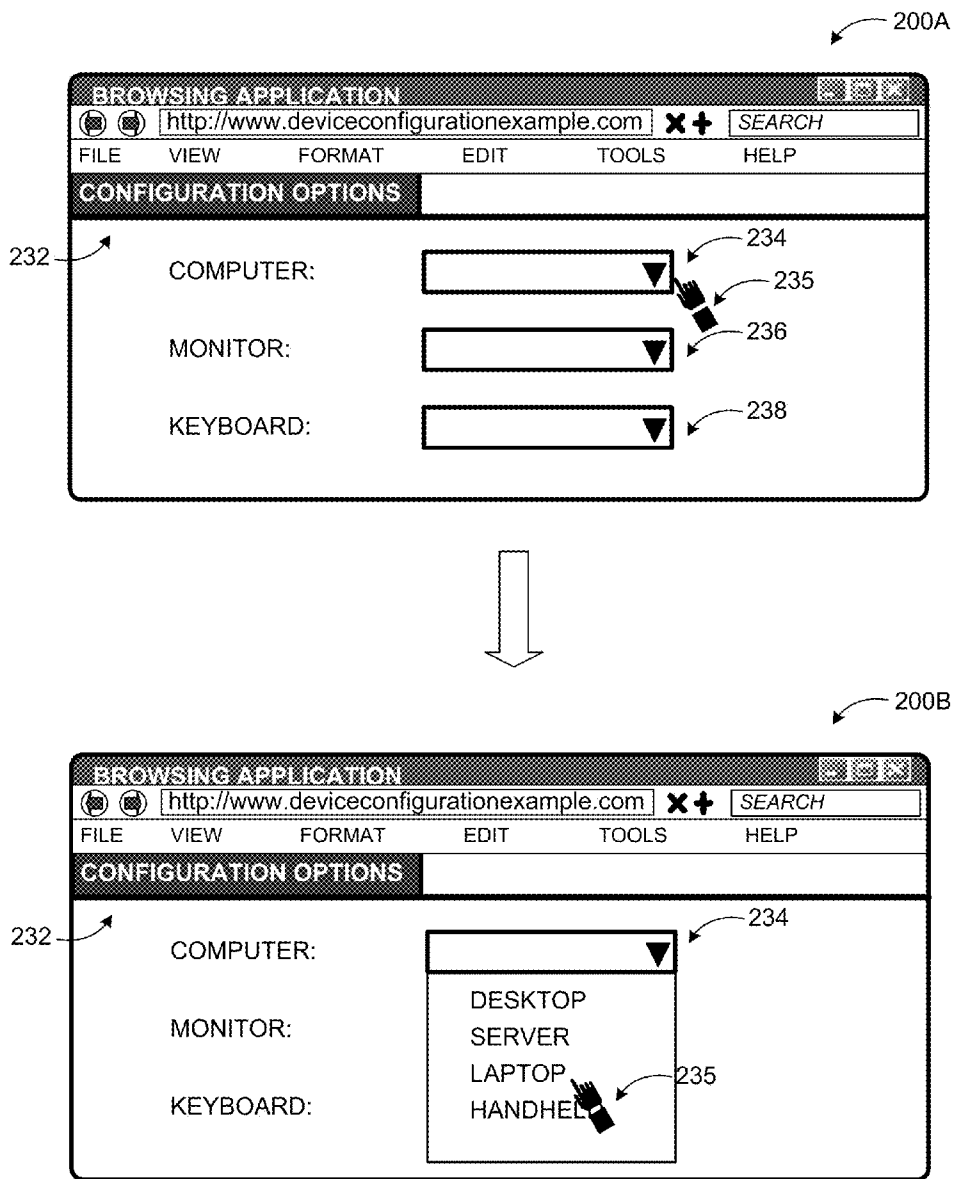 200A
BROWSING APPLICATION
http://www.deviceconfigurationexample.com SEARCH
FILE VIEW FORMAT EDIT TOOLS HELP
CONFIGURATION OPTIONS
232
COMPUTER: 234
235
MONITOR: 236
KEYBOARD: 238
200B
BROWSING APPLICATION
http://www.deviceconfigurationexample.com SEARCH
FILE VIEW FORMAT EDIT TOOLS HELP
CONFIGURATION OPTIONS
232
COMPUTER: 234
DESKTOP
MONITOR: SERVER
LAPTOP 235
KEYBOARD: HANDHEL